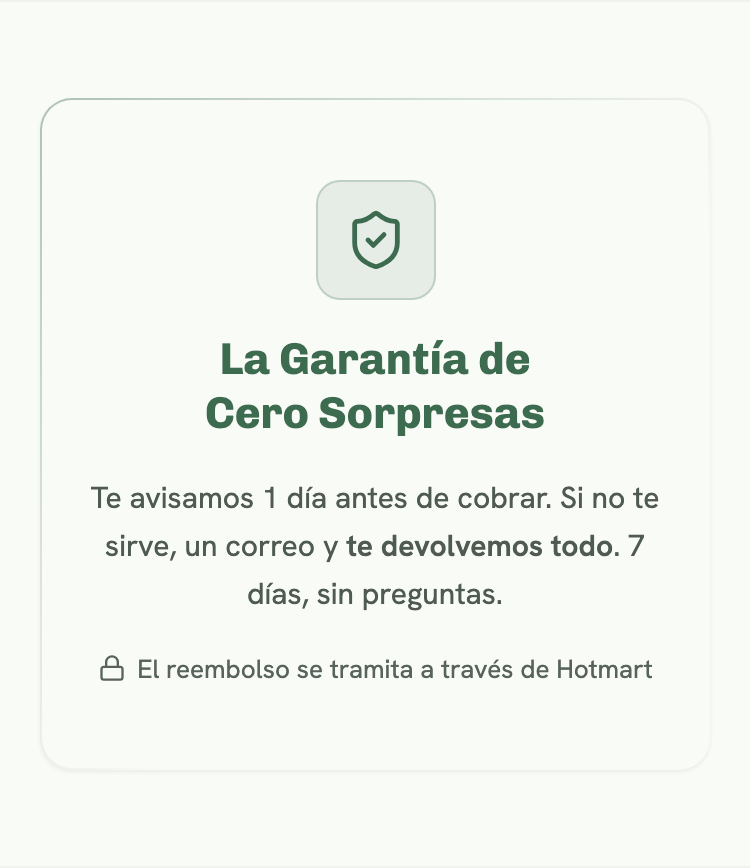 La Garantía de
Cero Sorpresas
Te avisamos 1 día antes de cobrar. Si no te
sirve, un correo y te devolvemos todo. 7
días, sin preguntas.
El reembolso se tramita a través de Hotmart